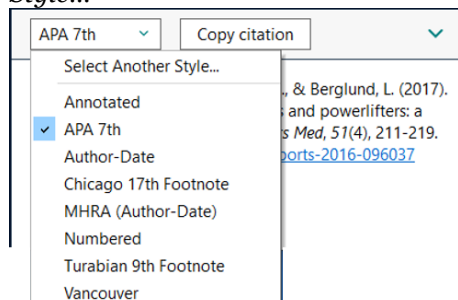 Style...
APA 7th Copy citation
Select Another Style...
., & Berglund, L. (2017).
Annotated
s and powerlifters: a
APA 7th
s Med, 51(4), 211-219.
Author-Date
ports-2016-096037
Chicago 17th Footnote
MHRA (Author-Date)
Numbered
Turabian 9th Footnote
Vancouver